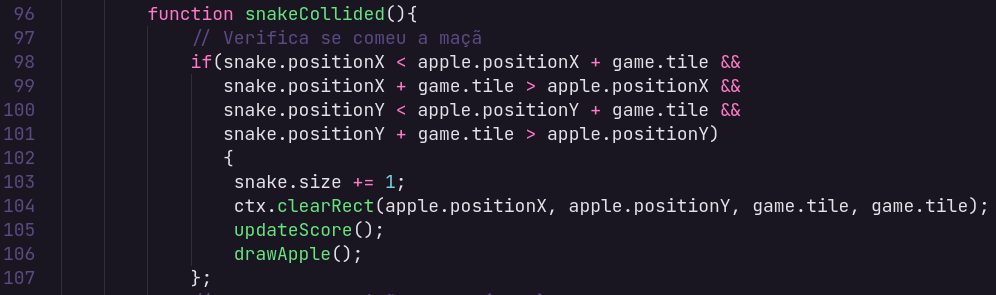 96 function snakeCollided(){
97 // Verifica se comeu a maçã
98 if(snake.positionX < apple.positionX + game.tile &&
99 snake.positionX + game.tile > apple.positionX &&
100 snake.positionY < apple.positionY + game.tile &&
101 snake.positionY + game.tile > apple.positionY)
102 {
103 snake.size += 1;
104 ctx.clearRect(apple.positionX, apple.positionY, game.tile, game.tile);
105 updateScore();
106 drawApple();
107 };